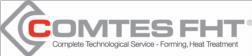 COMTES FHT®
Complete Technological Service - Forming, Heat Treatment